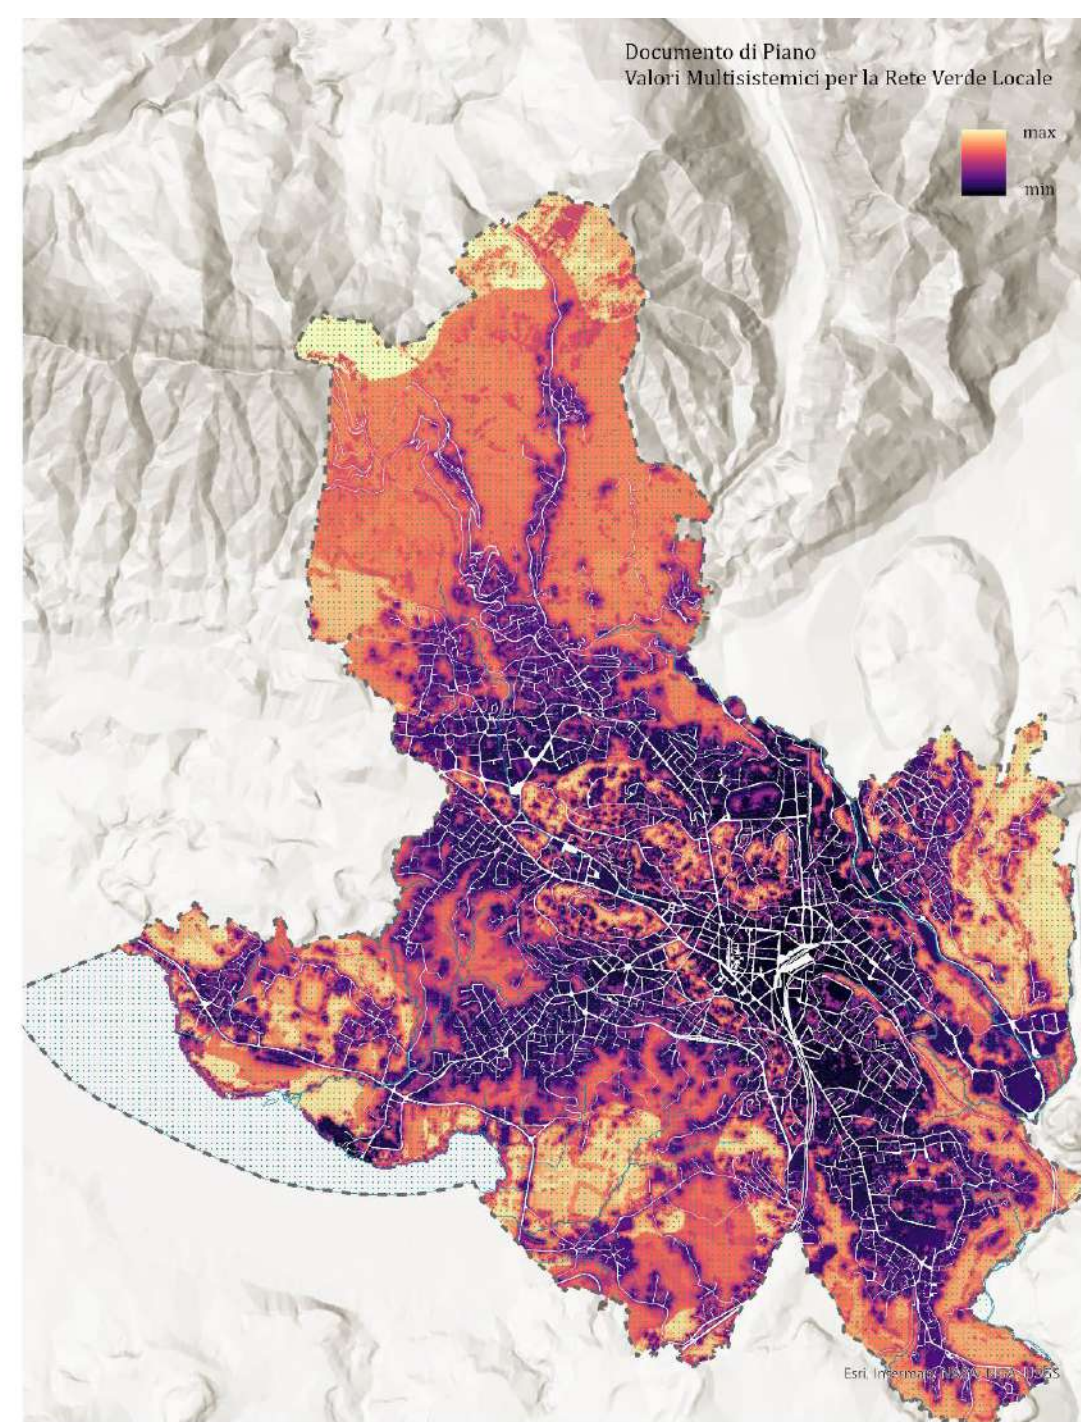 Documento di Piano
Valori Multisistemici per la Rete Verde Locale
max
min
Esri, Intermap, NASA, NGA, USGS